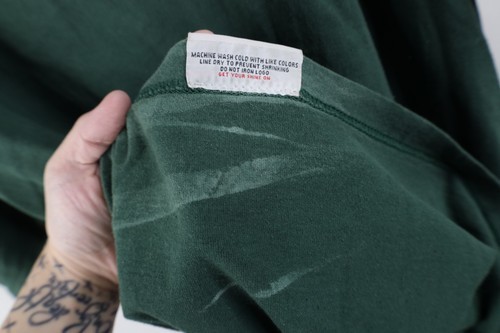 MACHINE WASH COLD WITH LIKE COLORS
LINE DRY TO PREVENT SHRINKING
DO NOT IRON LOGO
GET YOUR SHINE ON